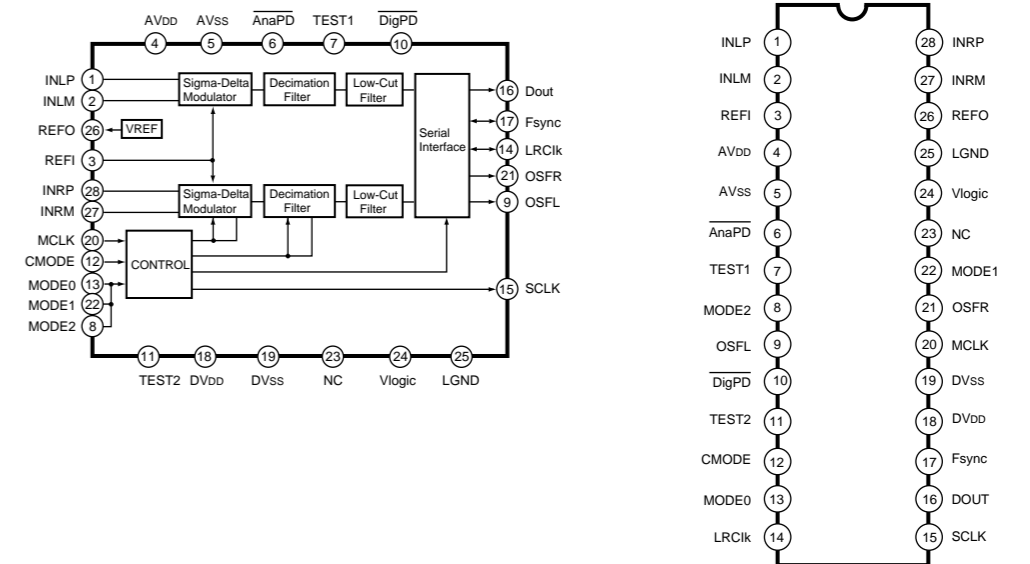 AVDD AVSS AnaPD TEST1 DigPD
4 5 6 7 10
INLP 1
INLM 2
REFO 26
REFI 3
INRP 28
INRM 27
MCLK 20
CMODE 12
MODE0 13
MODE1 22
MODE2 8
Sigma-Delta
Modulator
Decimation
Filter
Low-Cut
Filter
VREF
Serial
Interface
Sigma-Delta
Modulator
Decimation
Filter
Low-Cut
Filter
CONTROL
16 Dout
17 Fsync
14 LRClk
21 OSFR
9 OSFL
15 SCLK
11 18 19 23 24 25
TEST2 DVDD DVSS NC Vlogic LGND
INLP 1 28 INRP
INLM 2 27 INRM
REFI 3 26 REFO
AVDD 4 25 LGND
AVSS 5 24 Vlogic
AnaPD 6 23 NC
TEST1 7 22 MODE1
MODE2 8 21 OSFR
OSFL 9 20 MCLK
DigPD 10 19 DVSS
TEST2 11 18 DVDD
CMODE 12 17 Fsync
MODE0 13 16 DOUT
LRClk 14 15 SCLK